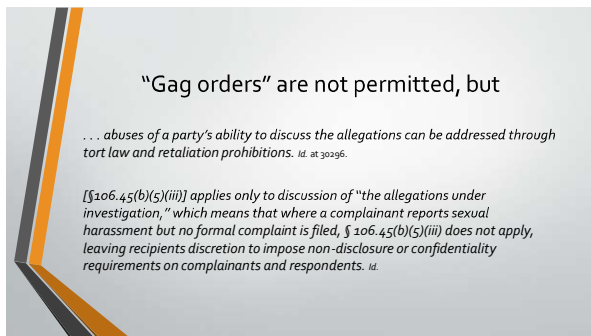 “Gag orders” are not permitted, but
. . . abuses of a party’s ability to discuss the allegations can be addressed through
tort law and retaliation prohibitions. Id. at 30296.
[§106.45(b)(5)(iii)] applies only to discussion of “the allegations under
investigation,” which means that where a complainant reports sexual
harassment but no formal complaint is filed, § 106.45(b)(5)(iii) does not apply,
leaving recipients discretion to impose non-disclosure or confidentiality
requirements on complainants and respondents. Id.